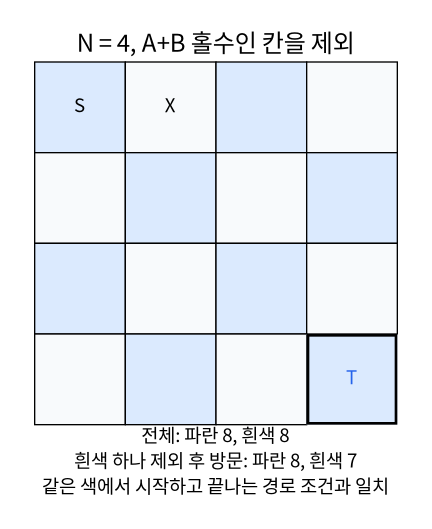 N = 4, A+B 홀수인 칸을 제외
S X
T
전체: 파란 8, 흰색 8
흰색 하나 제외 후 방문: 파란 8, 흰색 7
같은 색에서 시작하고 끝나는 경로 조건과 일치